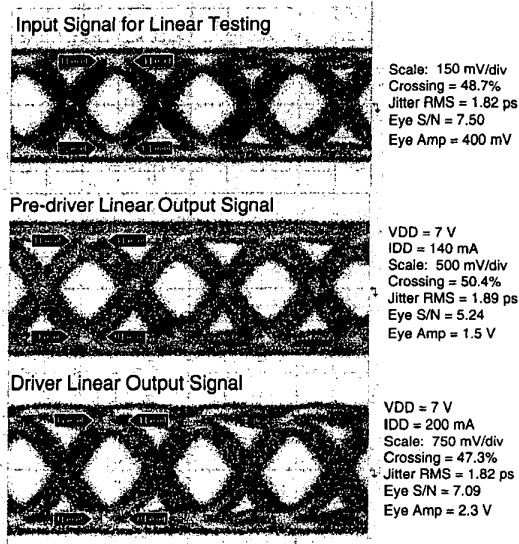 Input Signal for Linear Testing
Scale: 150 mV/div
Crossing = 48.7%
Jitter RMS = 1.82 ps
Eye S/N = 7.50
Eye Amp = 400 mV
Pre-driver Linear Output Signal
VDD = 7 V
IDD = 140 mA
Scale: 500 mV/div
Crossing = 50.4%
Jitter RMS = 1.89 ps
Eye S/N = 5.24
Eye Amp = 1.5 V
Driver Linear Output Signal
VDD = 7 V
IDD = 200 mA
Scale: 750 mV/div
Crossing = 47.3%
Jitter RMS = 1.82 ps
Eye S/N = 7.09
Eye Amp = 2.3 V